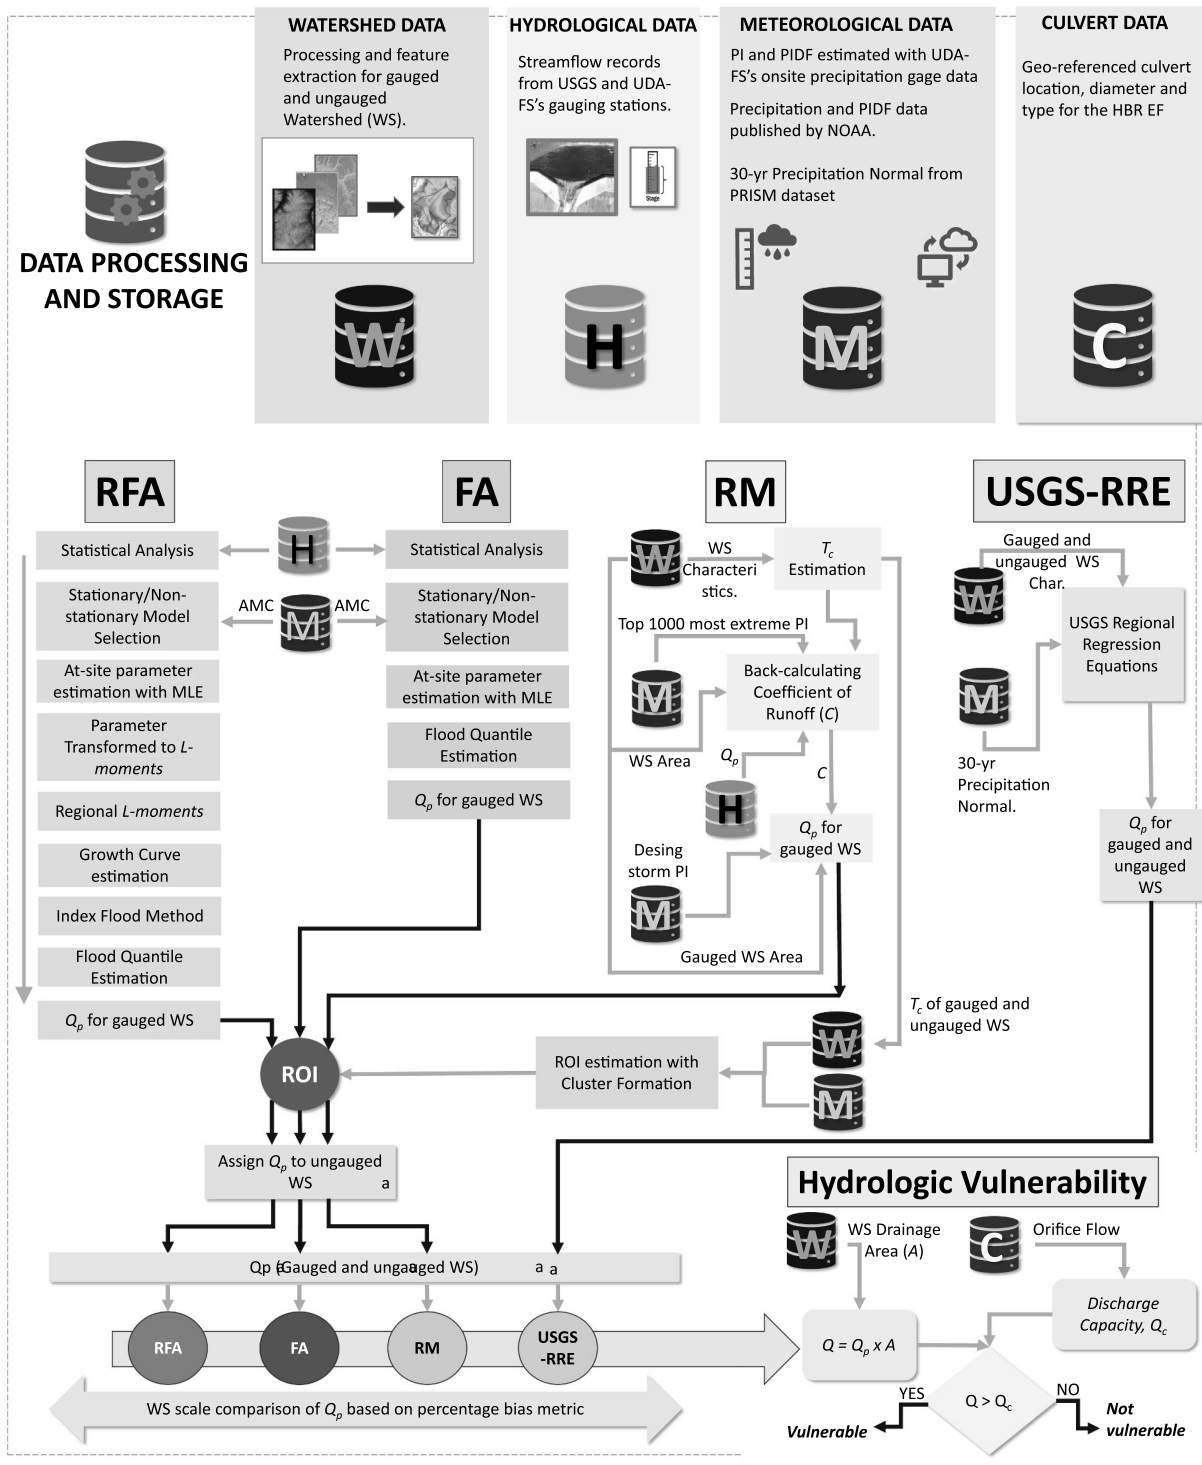 WATERSHED DATA
Processing and feature
extraction for gauged
and ungauged
Watershed (WS).
W
HYDROLOGICAL DATA
Streamflow records
from USGS and UDA-
FS's gauging stations.
Stage
H
METEOROLOGICAL DATA
PI and PIDF estimated with UDA-
FS's onsite precipitation gage data
Precipitation and PIDF data
published by NOAA.
30-yr Precipitation Normal from
PRISM dataset
M
CULVERT DATA
Geo-referenced culvert
location, diameter and
type for the HBR EF
C
DATA PROCESSING
AND STORAGE
RFA
Statistical Analysis
Stationary/Non-
stationary Model
Selection
At-site parameter
estimation with MLE
Parameter
Transformed to L-
moments
Regional L-moments
Growth Curve
estimation
Index Flood Method
Flood Quantile
Estimation
Qp for gauged WS
H
AMC
M
AMC
FA
Statistical Analysis
Stationary/Non-
stationary Model
Selection
At-site parameter
estimation with MLE
Flood Quantile
Estimation
Qp for gauged WS
RM
W
WS
Characteri
stics.
Tc
Estimation
Top 1000 most extreme PI
M
Back-calculating
Coefficient of
Runoff (C)
WS Area
Qp
C
H
Qp for
gauged WS
Desing
storm PI
M
Gauged WS Area
Tc of gauged and
ungauged WS
USGS-RRE
Gauged and
ungauged WS
Char.
W
USGS Regional
Regression
Equations
M
30-yr
Precipitation
Normal.
Qp for
gauged and
ungauged
WS
ROI
ROI estimation with
Cluster Formation
W
M
Assign Qp to ungauged
WS
a
Qp (Gauged and ungauged WS)
a
a
a a
RFA
FA
RM
USGS
-RRE
WS scale comparison of Qp based on percentage bias metric
Hydrologic Vulnerability
W
WS Drainage
Area (A)
C
Orifice Flow
Discharge
Capacity, Qc
Q = Qp x A
Q > Qc
YES
NO
Vulnerable
Not
vulnerable